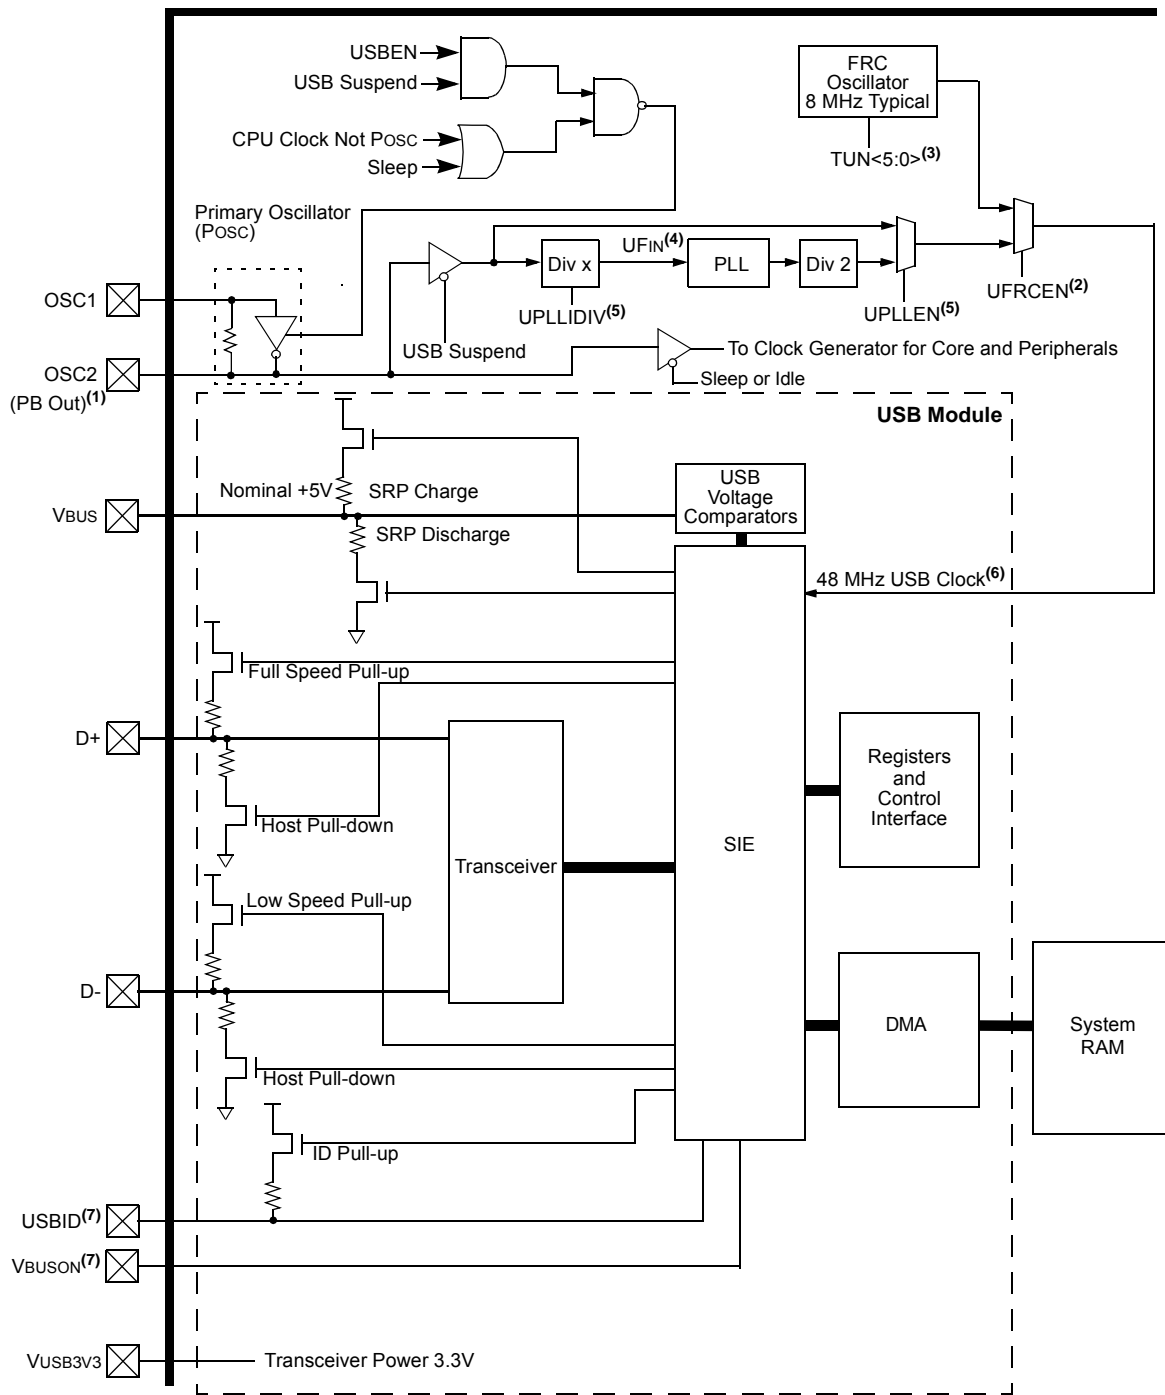 USBEN
USB Suspend
CPU Clock Not POSC
Sleep
FRC
Oscillator
8 MHz Typical
TUN<5:0>(3)
Primary Oscillator
(POSC)
UFIN(4)
Div x
PLL
Div 2
UFRCEN(2)
OSC1
UPLLIDIV(5)
UPLLEN(5)
USB Suspend
To Clock Generator for Core and Peripherals
OSC2
(PB Out)(1)
Sleep or Idle
USB Module
USB
Voltage
Comparators
Nominal +5V
SRP Charge
VBUS
SRP Discharge
48 MHz USB Clock(6)
Full Speed Pull-up
D+
Registers
and
Control
Interface
Host Pull-down
SIE
Transceiver
Low Speed Pull-up
D-
DMA
System
RAM
Host Pull-down
ID Pull-up
USBID(7)
VBUSON(7)
VUSB3V3
Transceiver Power 3.3V